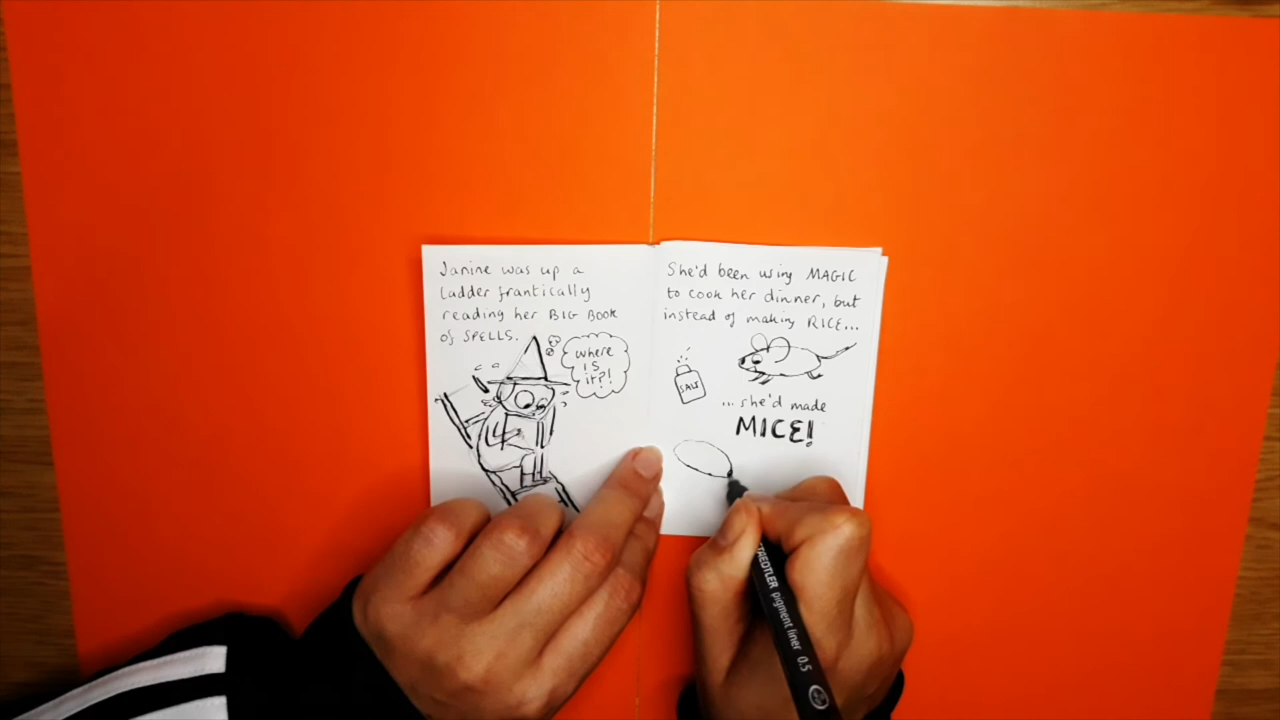 Janine was up a
ladder frantically
reading her BIG BOOK
of SPELLS.
where
is
it?!
She'd been using MAGIC
to cook her dinner, but
instead of making RICE...
SALT
... she'd made
MICE!
STAEDTLER pigment liner 0.5